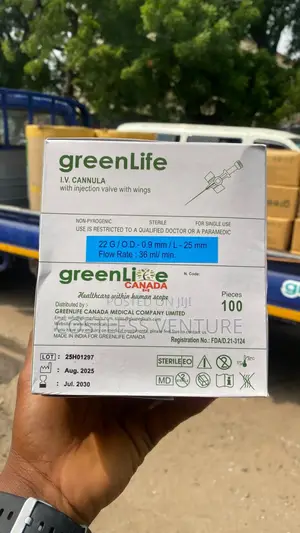 greenLife
I.V. CANNULA
with injection valve with wings
NON-PYROGENIC STERILE FOR SINGLE USE
USE IS RESTRICTED TO A QUALIFIED DOCTOR OR A PARAMEDIC
22 G / O.D.- 0.9 mm / L - 25 mm
Flow Rate : 36 ml/ min.
greenLife
CANADA
N. Code:
Healthcare within human scope
POSTED ON JIJI
Pieces
100
Distributed by :-
GREENLIFE CANADA MEDICAL COMPANY LIMITED
POSTLESS VENTURE
MADE IN INDIA FOR GREENLIFE CANADA
Registration No.: FDA/D.21-3124
LOT : 25H01297
Aug. 2025
Jul. 2030
STERILE EO
MD